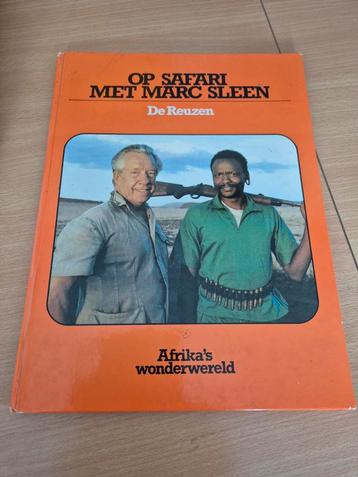 OP SAFARI
MET MARC SLEEN
De Reuzen
Afrika's
wonderwereld